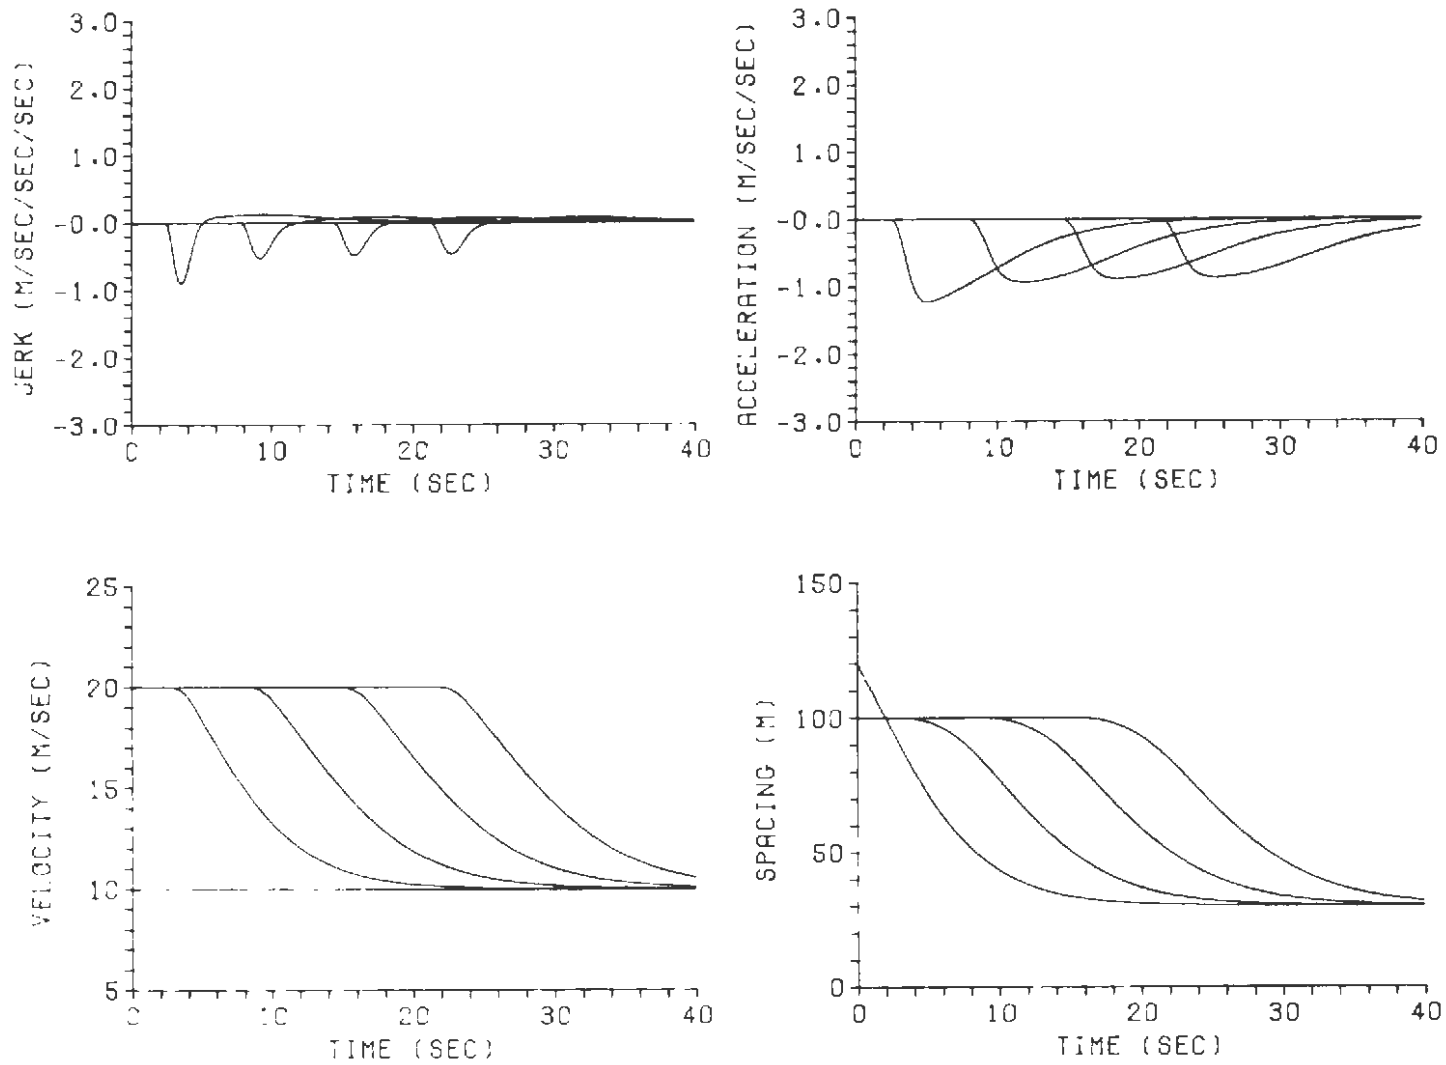 JERK (M/SEC/SEC/SEC)
3.0
2.0
1.0
-0.0
-1.0
-2.0
-3.0
0 10 20 30 40
TIME (SEC)
ACCELERATION (M/SEC/SEC)
3.0
2.0
1.0
-0.0
-1.0
-2.0
-3.0
0 10 20 30 40
TIME (SEC)
VELOCITY (M/SEC)
25
20
15
10
5
0 10 20 30 40
TIME (SEC)
SPACING (M)
150
100
50
0
0 10 20 30 40
TIME (SEC)